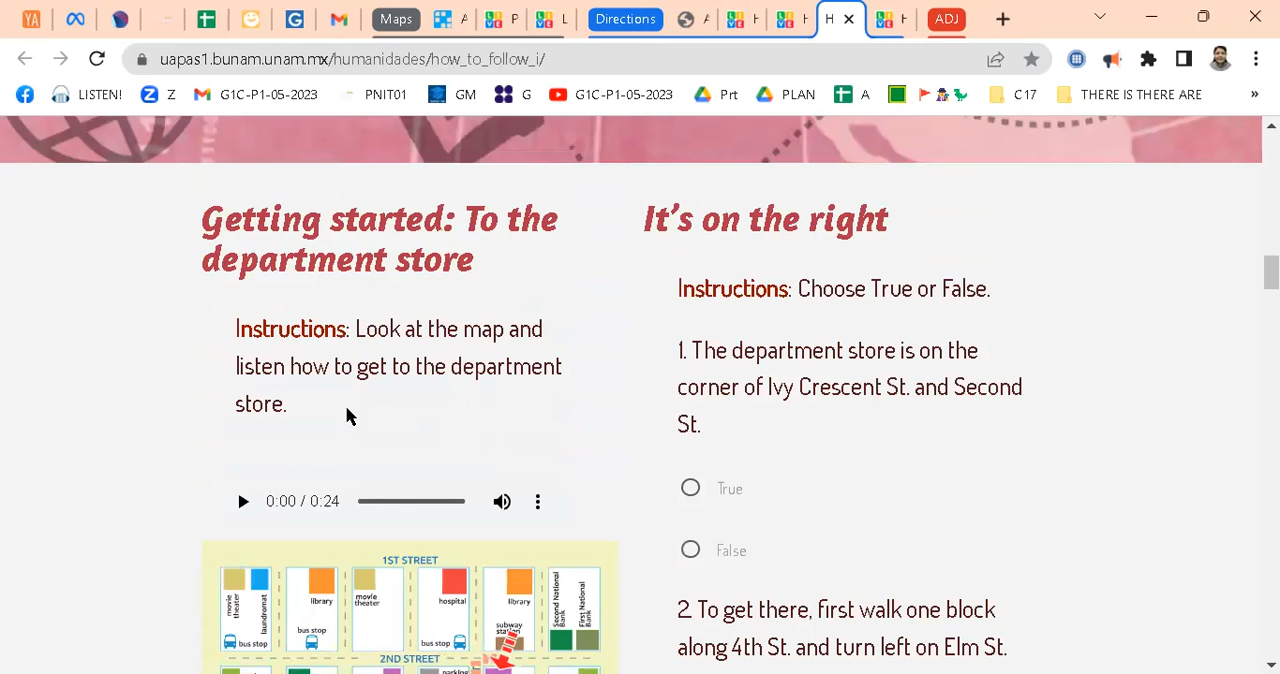 YA
Maps
A
P
L
Directions
A
H
H
H
H
ADJ
uapas1.bunam.unam.mx/humanidades/how_to_follow_i/
LISTEN!
Z
G1C-P1-05-2023
PNIT01
GM
G
G1C-P1-05-2023
Prt
PLAN
A
C17
THERE IS THERE ARE
»
Getting started: To the
department store
Instructions: Look at the map and
listen how to get to the department
store.
0:00 / 0:24
1ST STREET
movie theater
laundromat
bus stop
library
bus stop
movie
theater
hospital
bus stop
library
subway
station
Second National Bank
First National Bank
2ND STREET
parking
It's on the right
Instructions: Choose True or False.
1. The department store is on the
corner of Ivy Crescent St. and Second
St.
True
False
2. To get there, first walk one block
along 4th St. and turn left on Elm St.